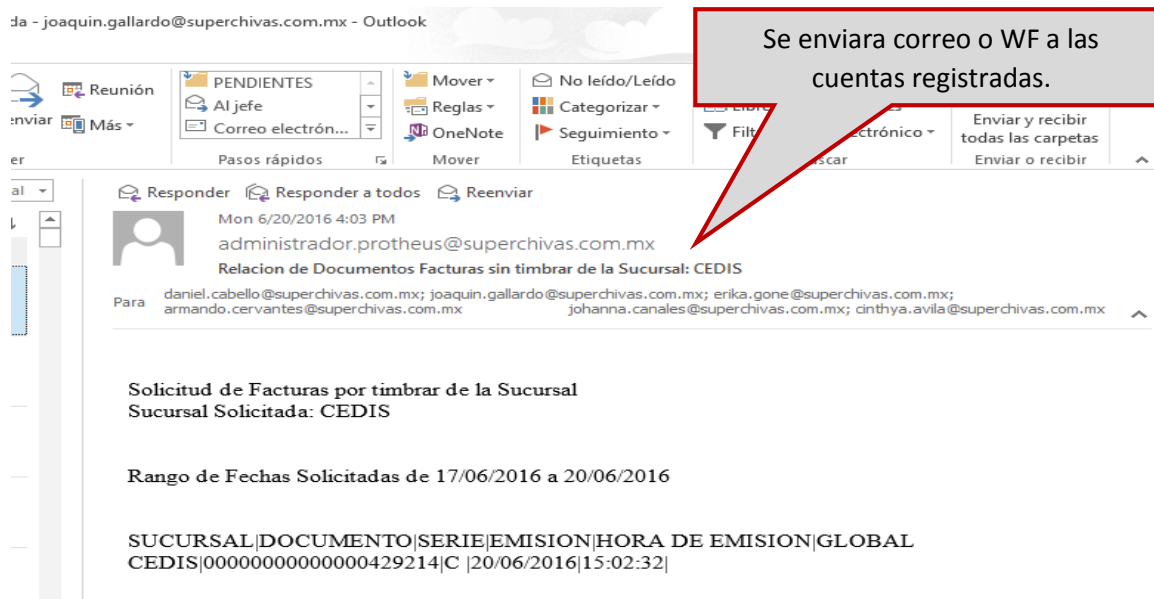 da - joaquin.gallardo@superchivas.com.mx - Outlook
Se enviara correo o WF a las
cuentas registradas.
enviar
Reunión
Más
PENDIENTES
Al jefe
Correo electrón...
Mover
Reglas
OneNote
No leído/Leído
Categorizar
Seguimiento
Enviar y recibir
todas las carpetas
Pasos rápidos
Mover
Etiquetas
Enviar o recibir
Responder
Responder a todos
Reenviar
Mon 6/20/2016 4:03 PM
administrador.protheus@superchivas.com.mx
Relacion de Documentos Facturas sin timbrar de la Sucursal: CEDIS
Para
daniel.cabello@superchivas.com.mx; joaquin.gallardo@superchivas.com.mx; erika.gone@superchivas.com.mx;
armando.cervantes@superchivas.com.mx johanna.canales@superchivas.com.mx; cinthya.avila@superchivas.com.mx
Solicitud de Facturas por timbrar de la Sucursal
Sucursal Solicitada: CEDIS
Rango de Fechas Solicitadas de 17/06/2016 a 20/06/2016
SUCURSAL|DOCUMENTO|SERIE|EMISION|HORA DE EMISION|GLOBAL
CEDIS|00000000000000429214|C |20/06/2016|15:02:32|